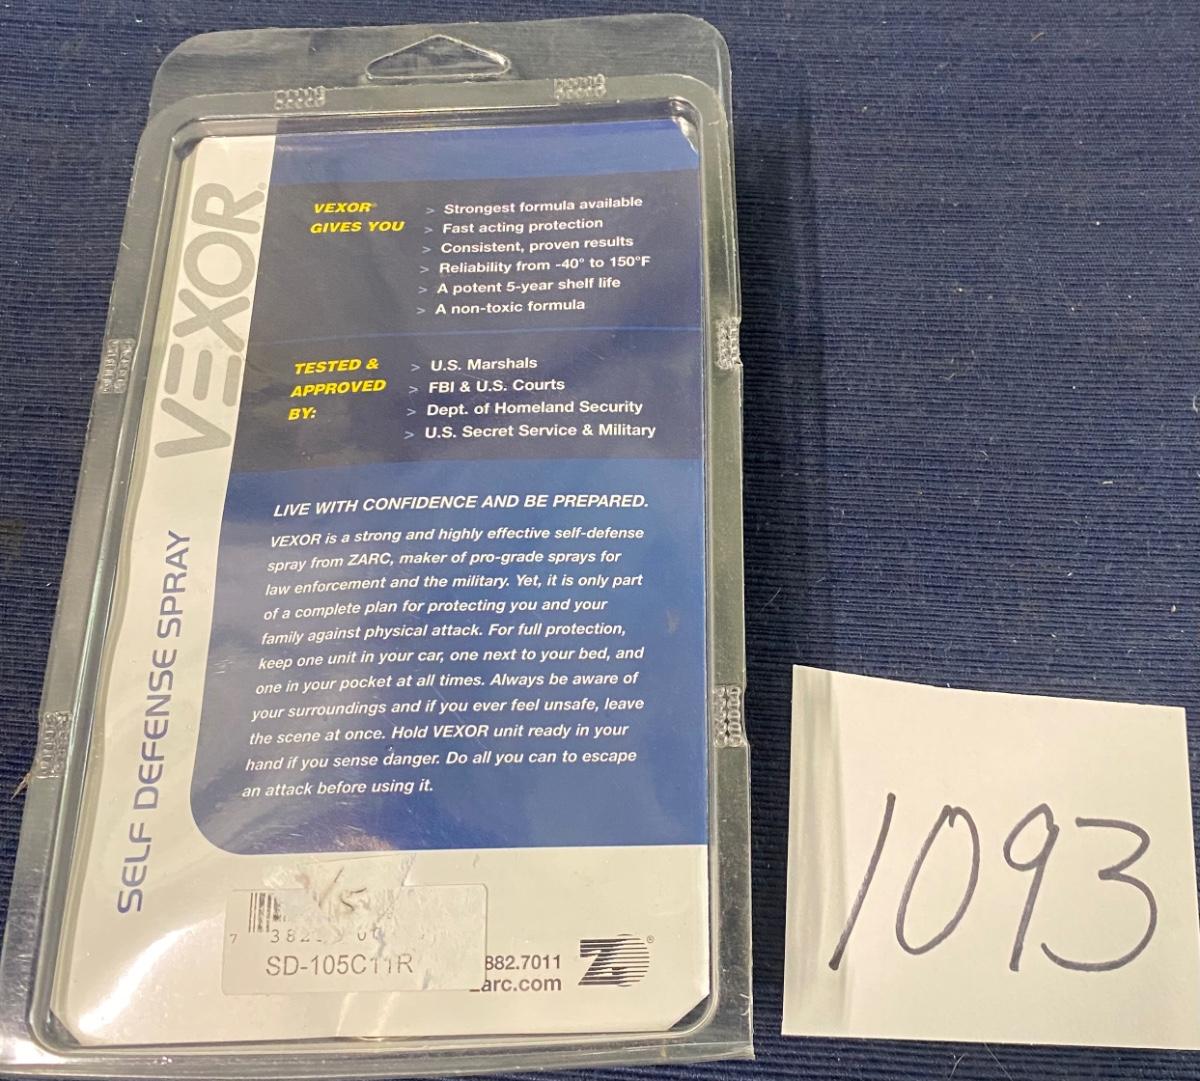 VEXOR®
SELF DEFENSE SPRAY
VEXOR®
GIVES YOU
> Strongest formula available
> Fast acting protection
> Consistent, proven results
> Reliability from -40° to 150°F
> A potent 5-year shelf life
> A non-toxic formula
TESTED &
APPROVED
BY:
> U.S. Marshals
> FBI & U.S. Courts
> Dept. of Homeland Security
> U.S. Secret Service & Military
LIVE WITH CONFIDENCE AND BE PREPARED.
VEXOR is a strong and highly effective self-defense
spray from ZARC, maker of pro-grade sprays for
law enforcement and the military. Yet, it is only part
of a complete plan for protecting you and your
family against physical attack. For full protection,
keep one unit in your car, one next to your bed, and
one in your pocket at all times. Always be aware of
your surroundings and if you ever feel unsafe, leave
the scene at once. Hold VEXOR unit ready in your
hand if you sense danger. Do all you can to escape
an attack before using it.
7 382
SD-105C11R
882.7011
arc.com
Z®
1093